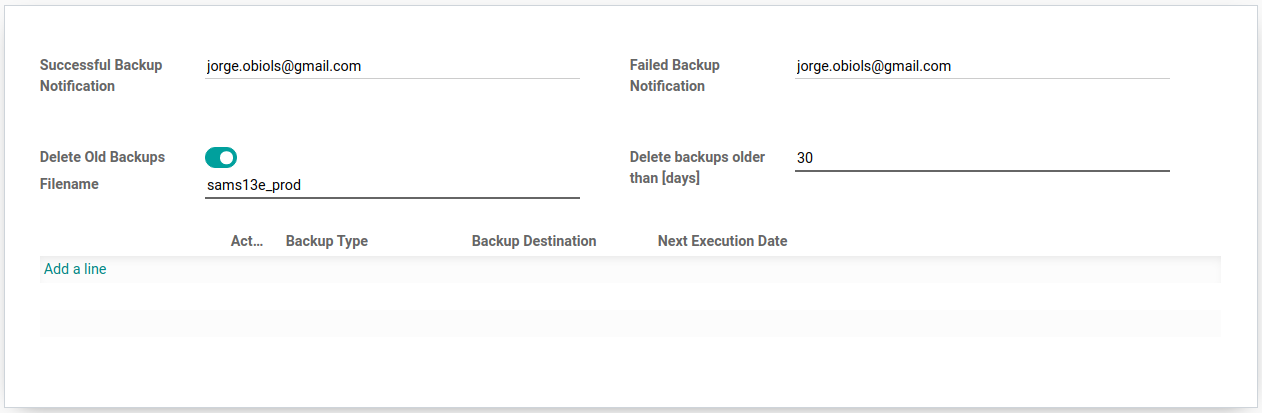 Successful Backup Notification
jorge.obiols@gmail.com
Failed Backup Notification
jorge.obiols@gmail.com
Delete Old Backups
Delete backups older than [days]
30
Filename
sams13e_prod
Act... Backup Type Backup Destination Next Execution Date
Add a line